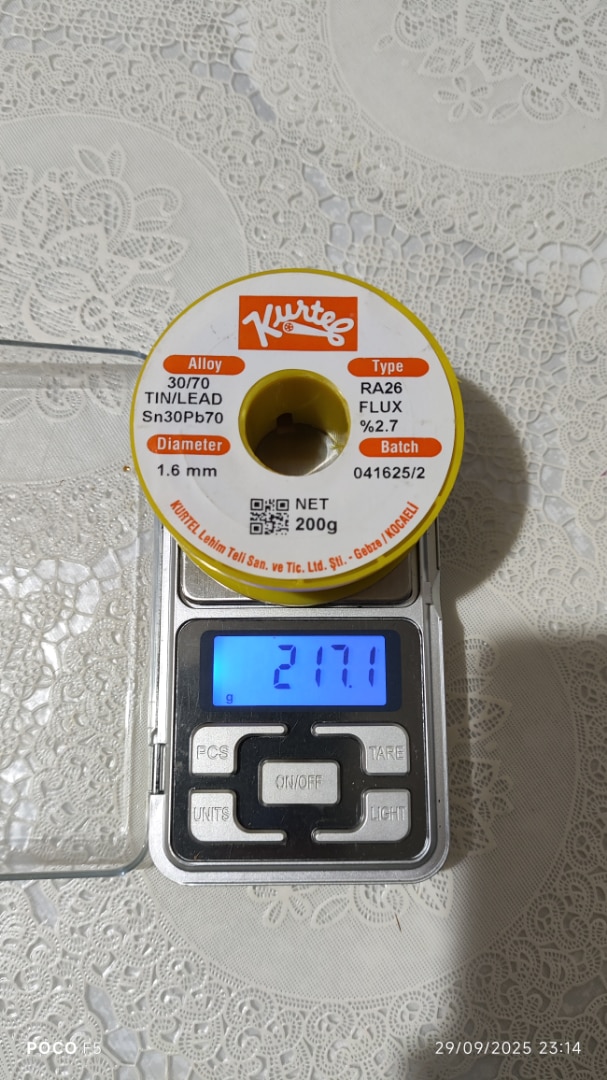 Kurtel
Alloy
30/70
TIN/LEAD
Sn30Pb70
Diameter
1.6 mm
Type
RA26
FLUX
%2.7
Batch
041625/2
NET
200g
KURTEL Lehim Teli San. ve Tic. Ltd. Şti. - Gebze / KOCAELİ
217.1
g
PCS
TARE
ON/OFF
UNITS
LIGHT
POCO F5
29/09/2025 23:14